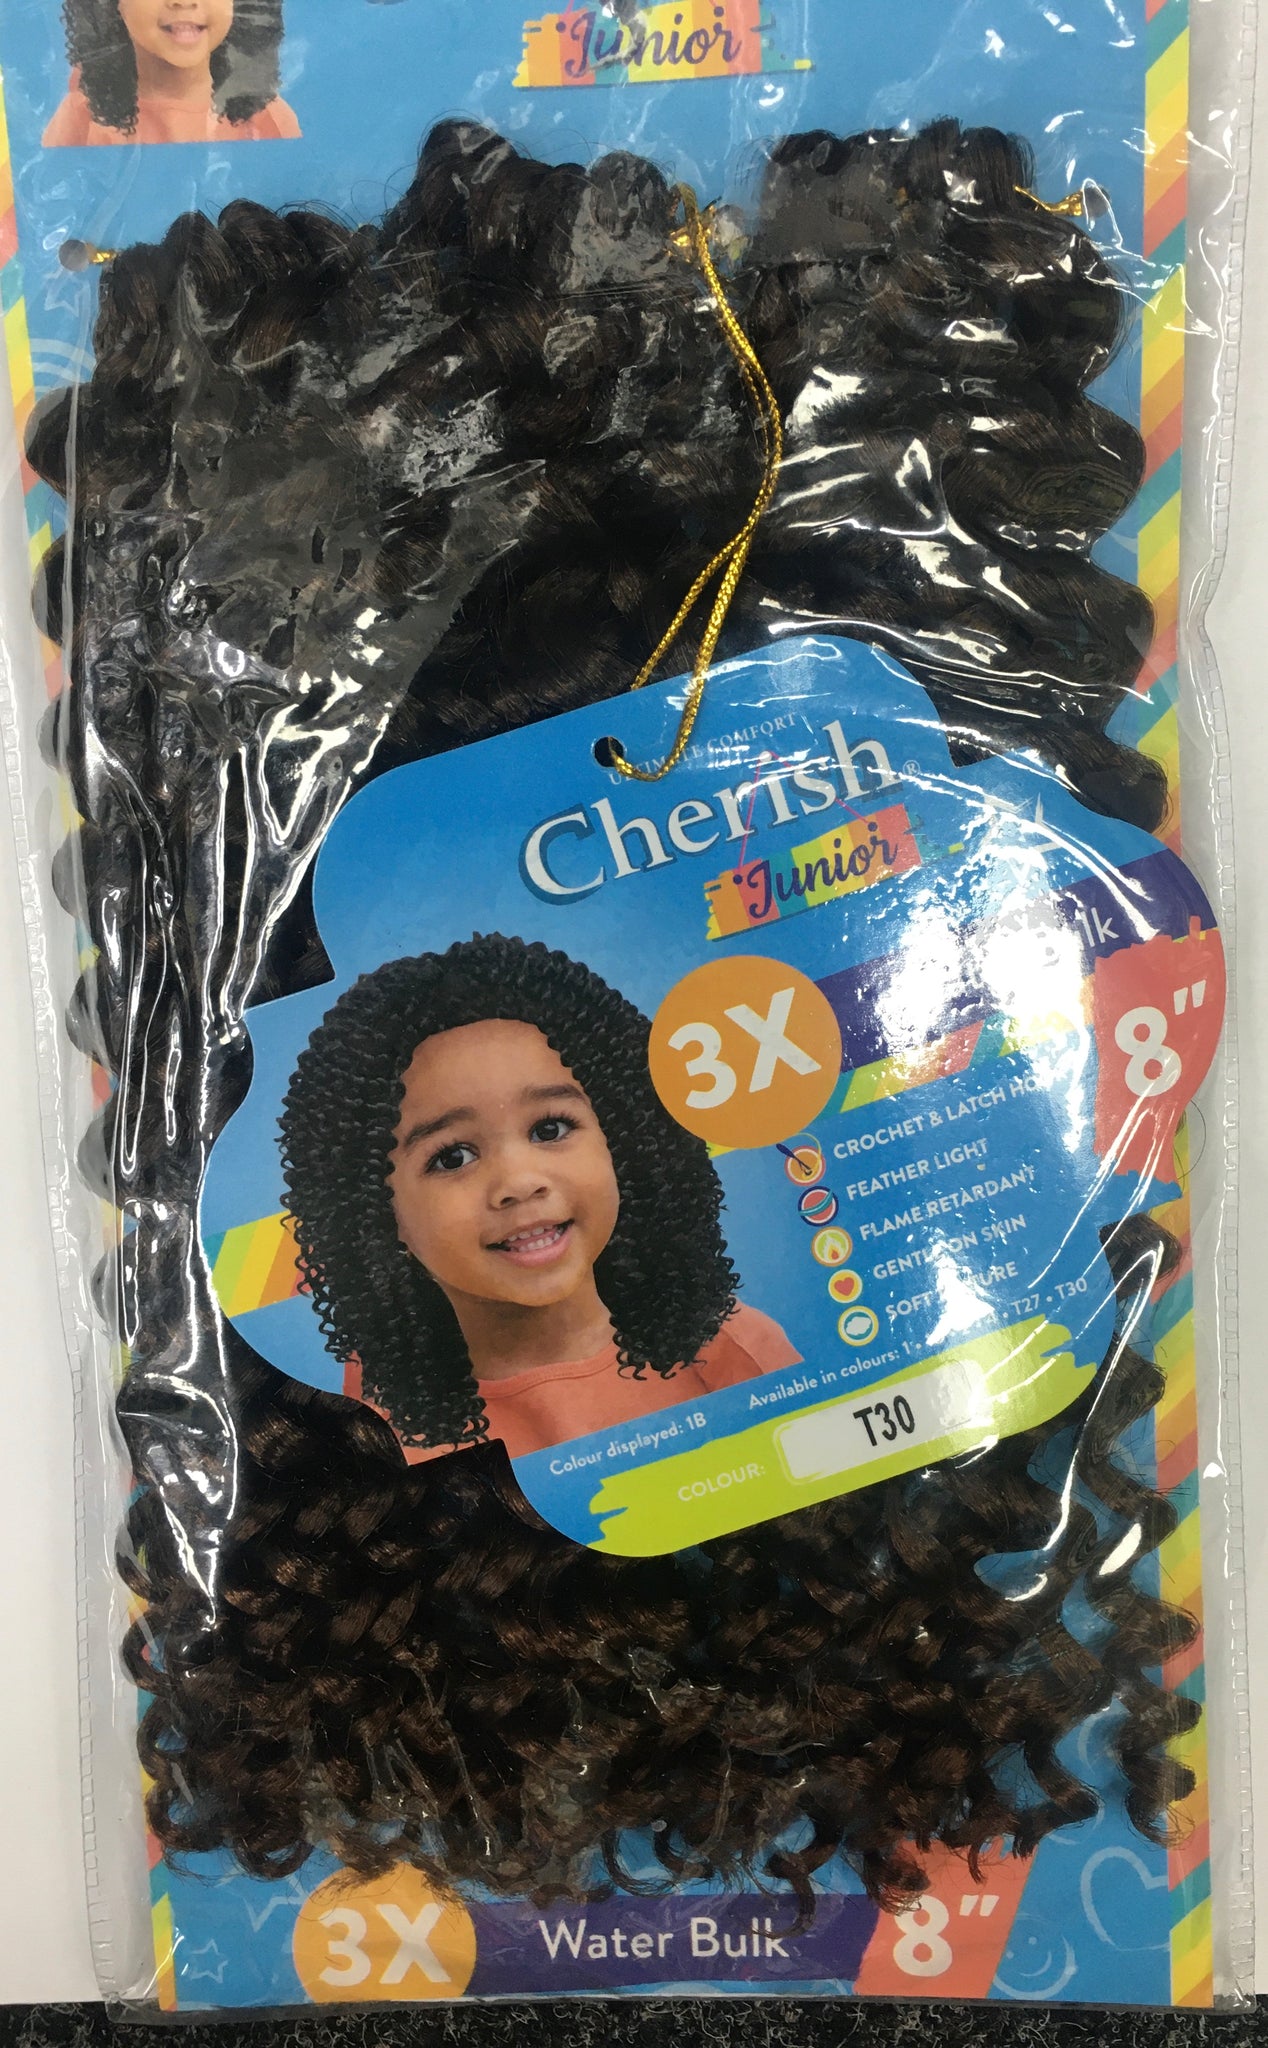 Junior
ULTIMATE COMFORT
Cherish®
Junior
3X
8"
CROCHET & LATCH
FEATHER LIGHT
FLAME RETARDANT
GENTLE ON SKIN
SOFT
Colour displayed: 1B
Available in colours: 1 • T27 • T30
COLOUR: T30
3X Water Bulk 8"